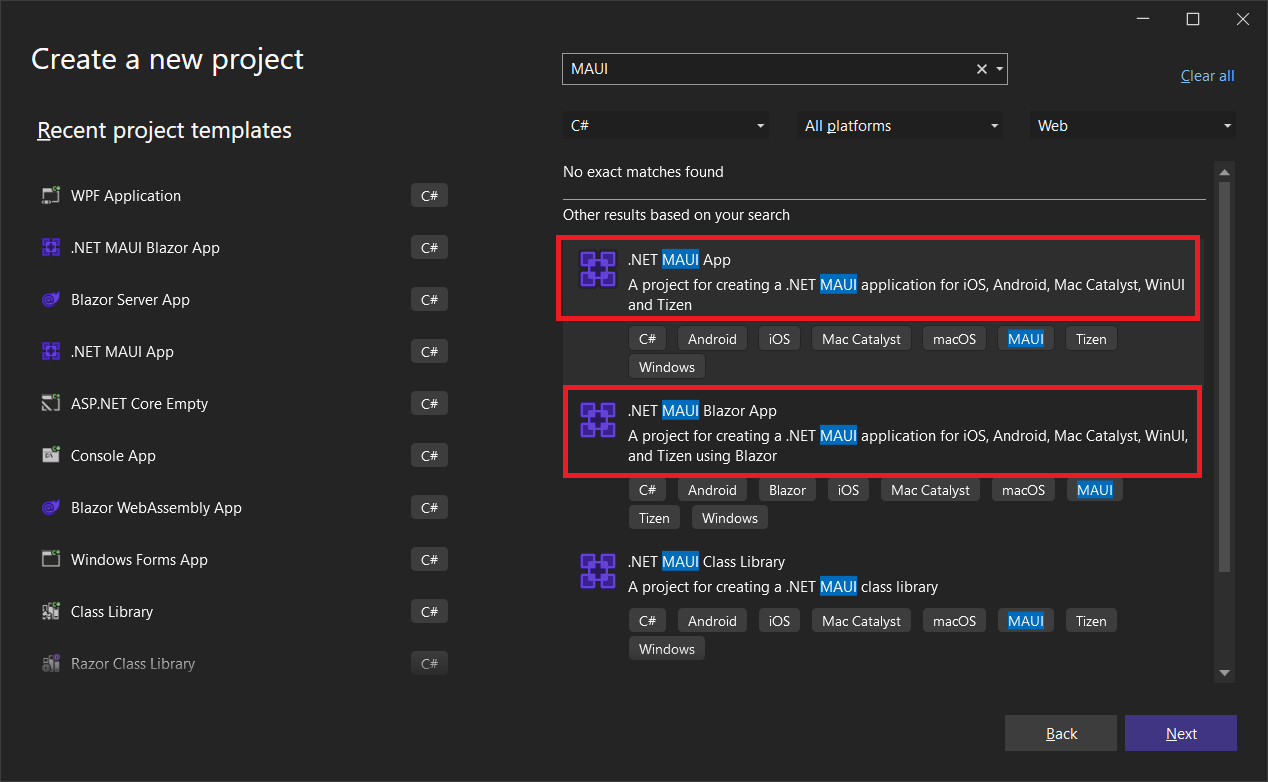 Create a new project
MAUI
Clear all
Recent project templates
C#
All platforms
Web
No exact matches found
Other results based on your search
WPF Application C#
.NET MAUI Blazor App C#
Blazor Server App C#
.NET MAUI App C#
ASP.NET Core Empty C#
Console App C#
Blazor WebAssembly App C#
Windows Forms App C#
Class Library C#
Razor Class Library C#
.NET MAUI App
A project for creating a .NET MAUI application for iOS, Android, Mac Catalyst, WinUI
and Tizen
C# Android iOS Mac Catalyst macOS MAUI Tizen
Windows
.NET MAUI Blazor App
A project for creating a .NET MAUI application for iOS, Android, Mac Catalyst, WinUI,
and Tizen using Blazor
C# Android Blazor iOS Mac Catalyst macOS MAUI
Tizen Windows
.NET MAUI Class Library
A project for creating a .NET MAUI class library
C# Android iOS Mac Catalyst macOS MAUI Tizen
Windows
Back
Next